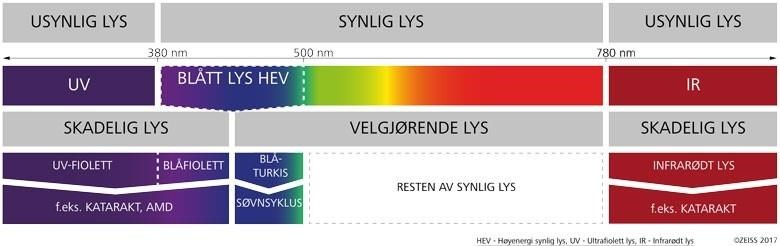 USYNLIG LYS
SYNLIG LYS
USYNLIG LYS
380 nm
500 nm
780 nm
UV
BLÅTT LYS HEV
IR
SKADELIG LYS
VELGJØRENDE LYS
SKADELIG LYS
UV-FIOLETT
BLÅFIOLETT
BLÅ-
TURKIS
RESTEN AV SYNLIG LYS
INFRARØDT LYS
f.eks. KATARAKT, AMD
SØVNSYKLUS
f.eks. KATARAKT
HEV - Høyenergi synlig lys, UV - Ultrafiolett lys, IR - Infrarødt lys
©ZEISS 2017